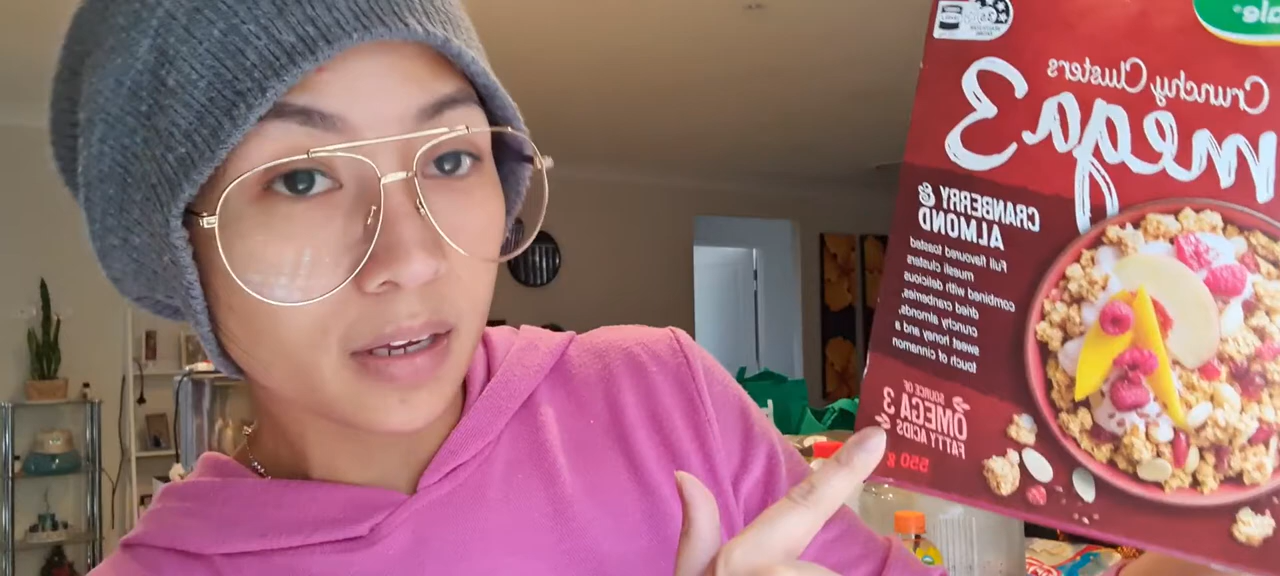 Crunchy Clusters
mega 3
CRANBERRY &
ALMOND
Full flavoured toasted
muesli clusters
combined with delicious
dried cranberries,
crunchy almonds,
sweet honey and a
touch of cinnamon
SOURCE OF
OMEGA 3
FATTY ACIDS
550 g